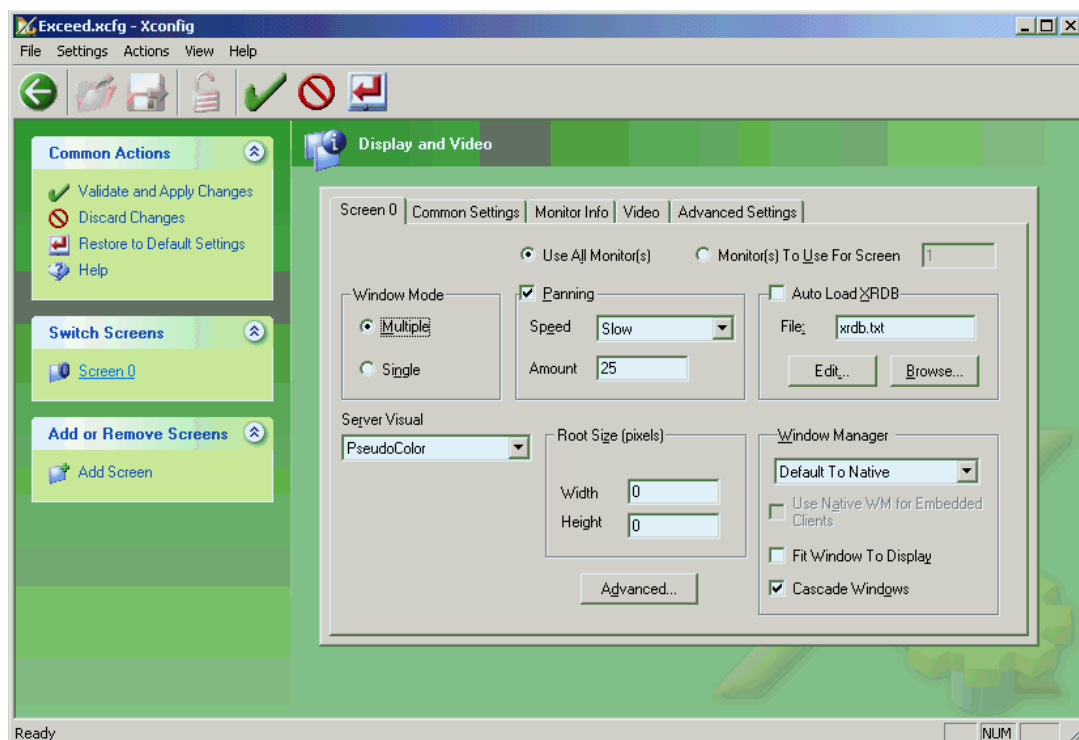 Exceed.xcfg - Xconfig
File Settings Actions View Help
Common Actions
Validate and Apply Changes
Discard Changes
Restore to Default Settings
Help
Switch Screens
Screen 0
Add or Remove Screens
Add Screen
Display and Video
Screen 0 Common Settings Monitor Info Video Advanced Settings
Use All Monitor(s) Monitor(s) To Use For Screen 1
Window Mode
Multiple
Single
Panning
Speed Slow
Amount 25
Auto Load XRDB
File: xrdb.txt
Edit... Browse...
Server Visual
PseudoColor
Root Size (pixels)
Width 0
Height 0
Advanced...
Window Manager
Default To Native
Use Native WM for Embedded
Clients
Fit Window To Display
Cascade Windows
Ready NUM